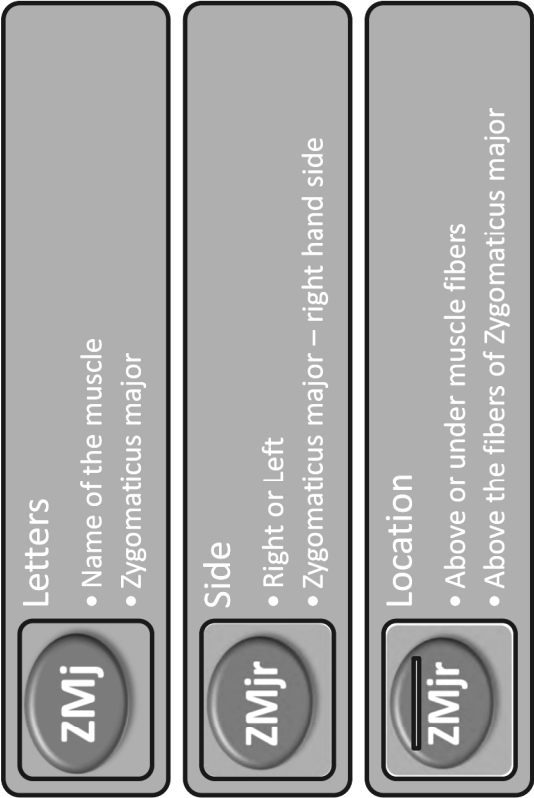 ZMj
Letters
• Name of the muscle
• Zygomaticus major
ZMjr
Side
• Right or Left
• Zygomaticus major – right hand side
ZMjr
Location
• Above or under muscle fibers
• Above the fibers of Zygomaticus major